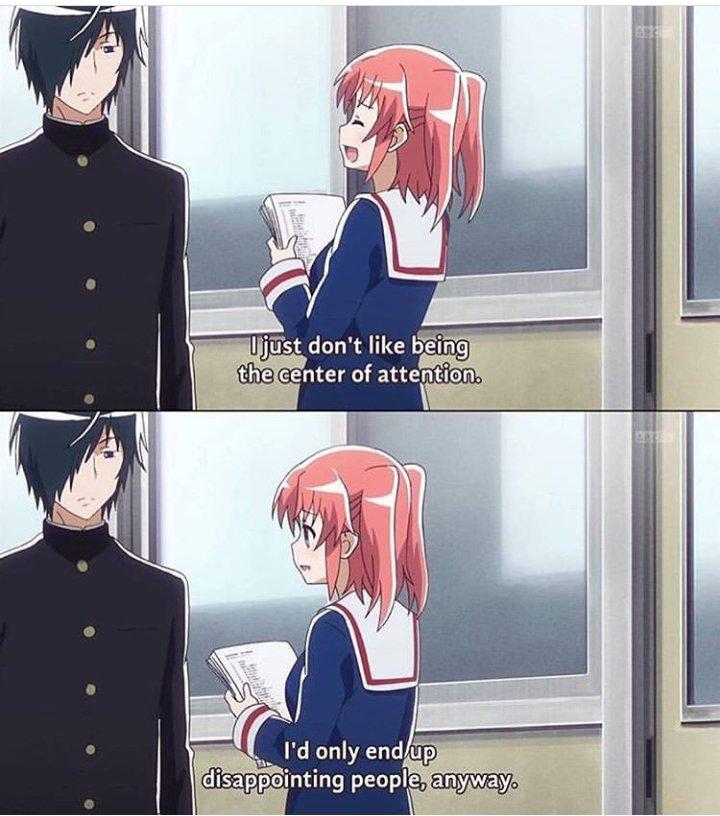 I just don't like being
the center of attention.
I'd only end up
disappointing people, anyway.